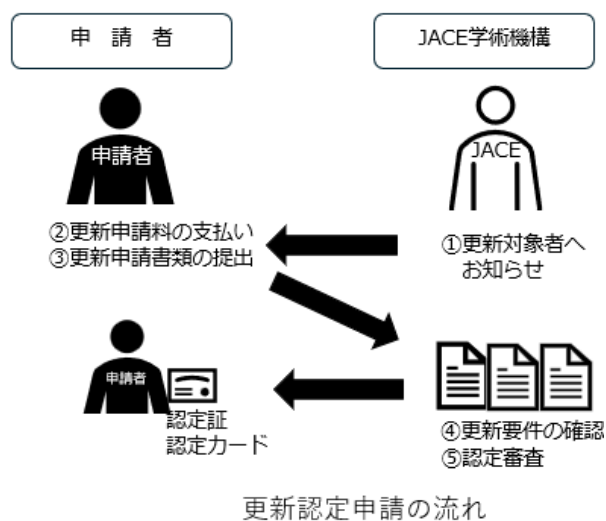 申 請 者
JACE学術機構
申請者
JACE
②更新申請料の支払い
③更新申請書類の提出
①更新対象者へ
お知らせ
申請者
認定証
認定カード
④更新要件の確認
⑤認定審査
更新認定申請の流れ